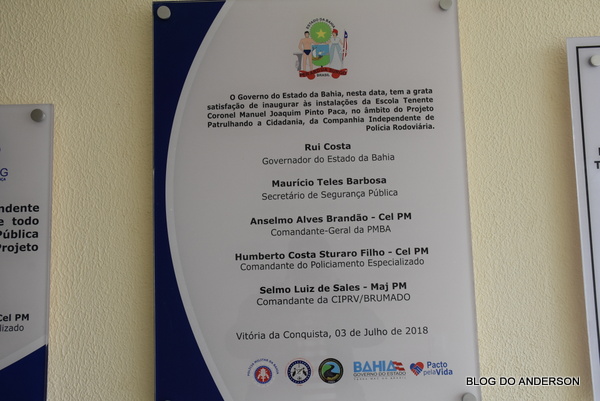 ESTADO DA BAHIA
O Governo do Estado da Bahia, nesta data, tem a grata
satisfação de inaugurar às instalações da Escola Tenente
Coronel Manuel Joaquim Pinto Paca, no âmbito do Projeto
Patrulhando a Cidadania, da Companhia Independente de
Polícia Rodoviária.
Rui Costa
Governador do Estado da Bahia
Maurício Teles Barbosa
Secretário de Segurança Pública
Anselmo Alves Brandão - Cel PM
Comandante-Geral da PMBA
Humberto Costa Sturaro Filho - Cel PM
Comandante do Policiamento Especializado
Selmo Luiz de Sales - Maj PM
Comandante da CIPRV/BRUMADO
Vitória da Conquista, 03 de Julho de 2018
BAHIA
GOVERNO DO ESTADO
Pacto
pela Vida
G
ndente
e todo
Pública
Projeto
Cel PM
lizado
BLOG DO ANDERSON